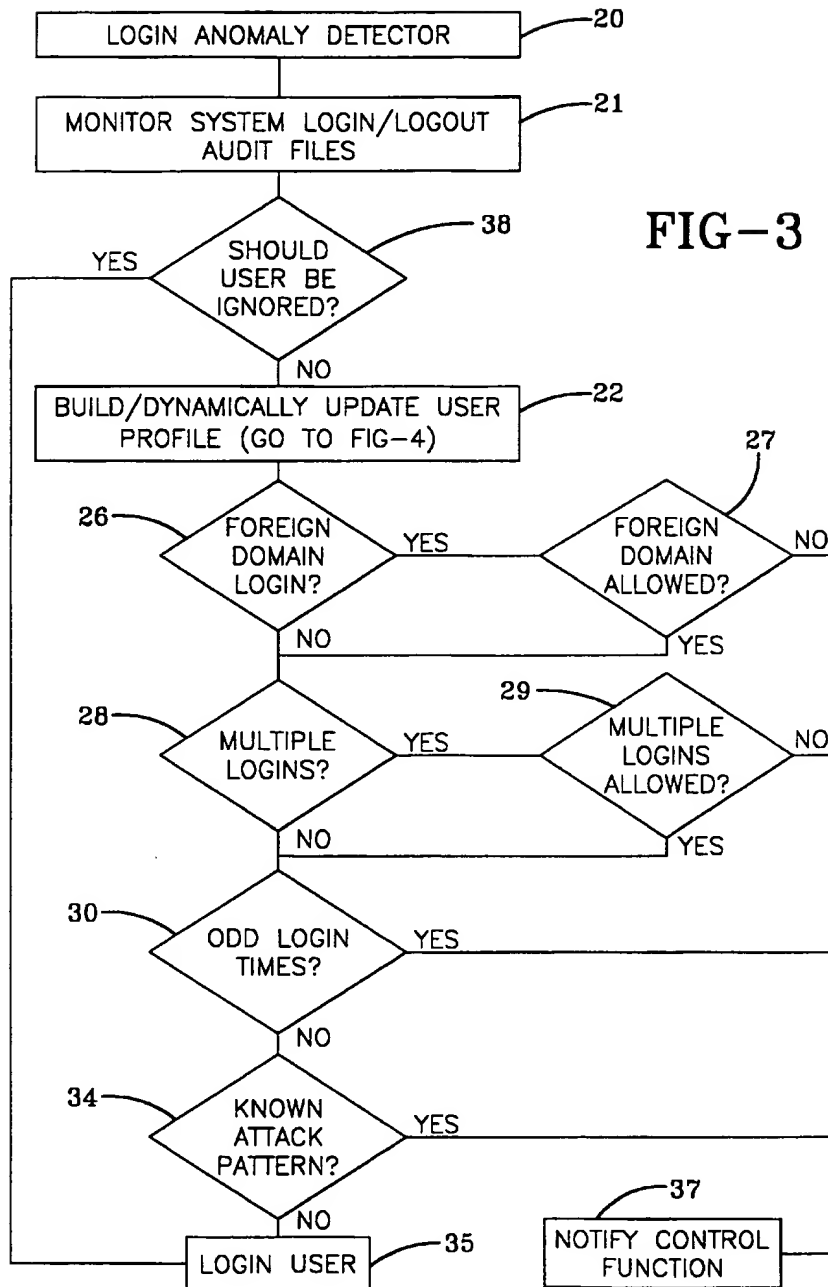 LOGIN ANOMALY DETECTOR
20
MONITOR SYSTEM LOGIN/LOGOUT
AUDIT FILES
21
FIG-3
SHOULD
USER BE
IGNORED?
38
YES
NO
BUILD/DYNAMICALLY UPDATE USER
PROFILE (GO TO FIG-4)
22
26
FOREIGN
DOMAIN
LOGIN?
YES
NO
27
FOREIGN
DOMAIN
ALLOWED?
NO
YES
28
MULTIPLE
LOGINS?
YES
NO
29
MULTIPLE
LOGINS
ALLOWED?
NO
YES
30
ODD LOGIN
TIMES?
YES
NO
34
KNOWN
ATTACK
PATTERN?
YES
NO
LOGIN USER
35
37
NOTIFY CONTROL
FUNCTION